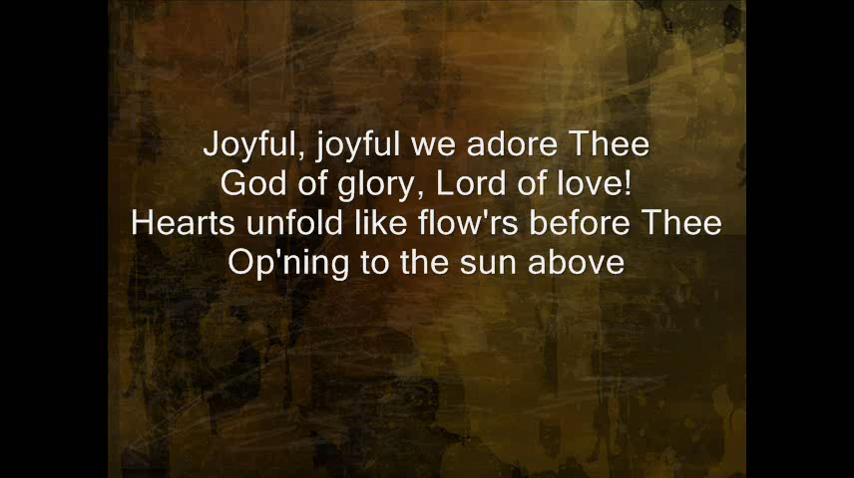 Joyful, joyful we adore Thee
God of glory, Lord of love!
Hearts unfold like flow'rs before Thee
Op'ning to the sun above